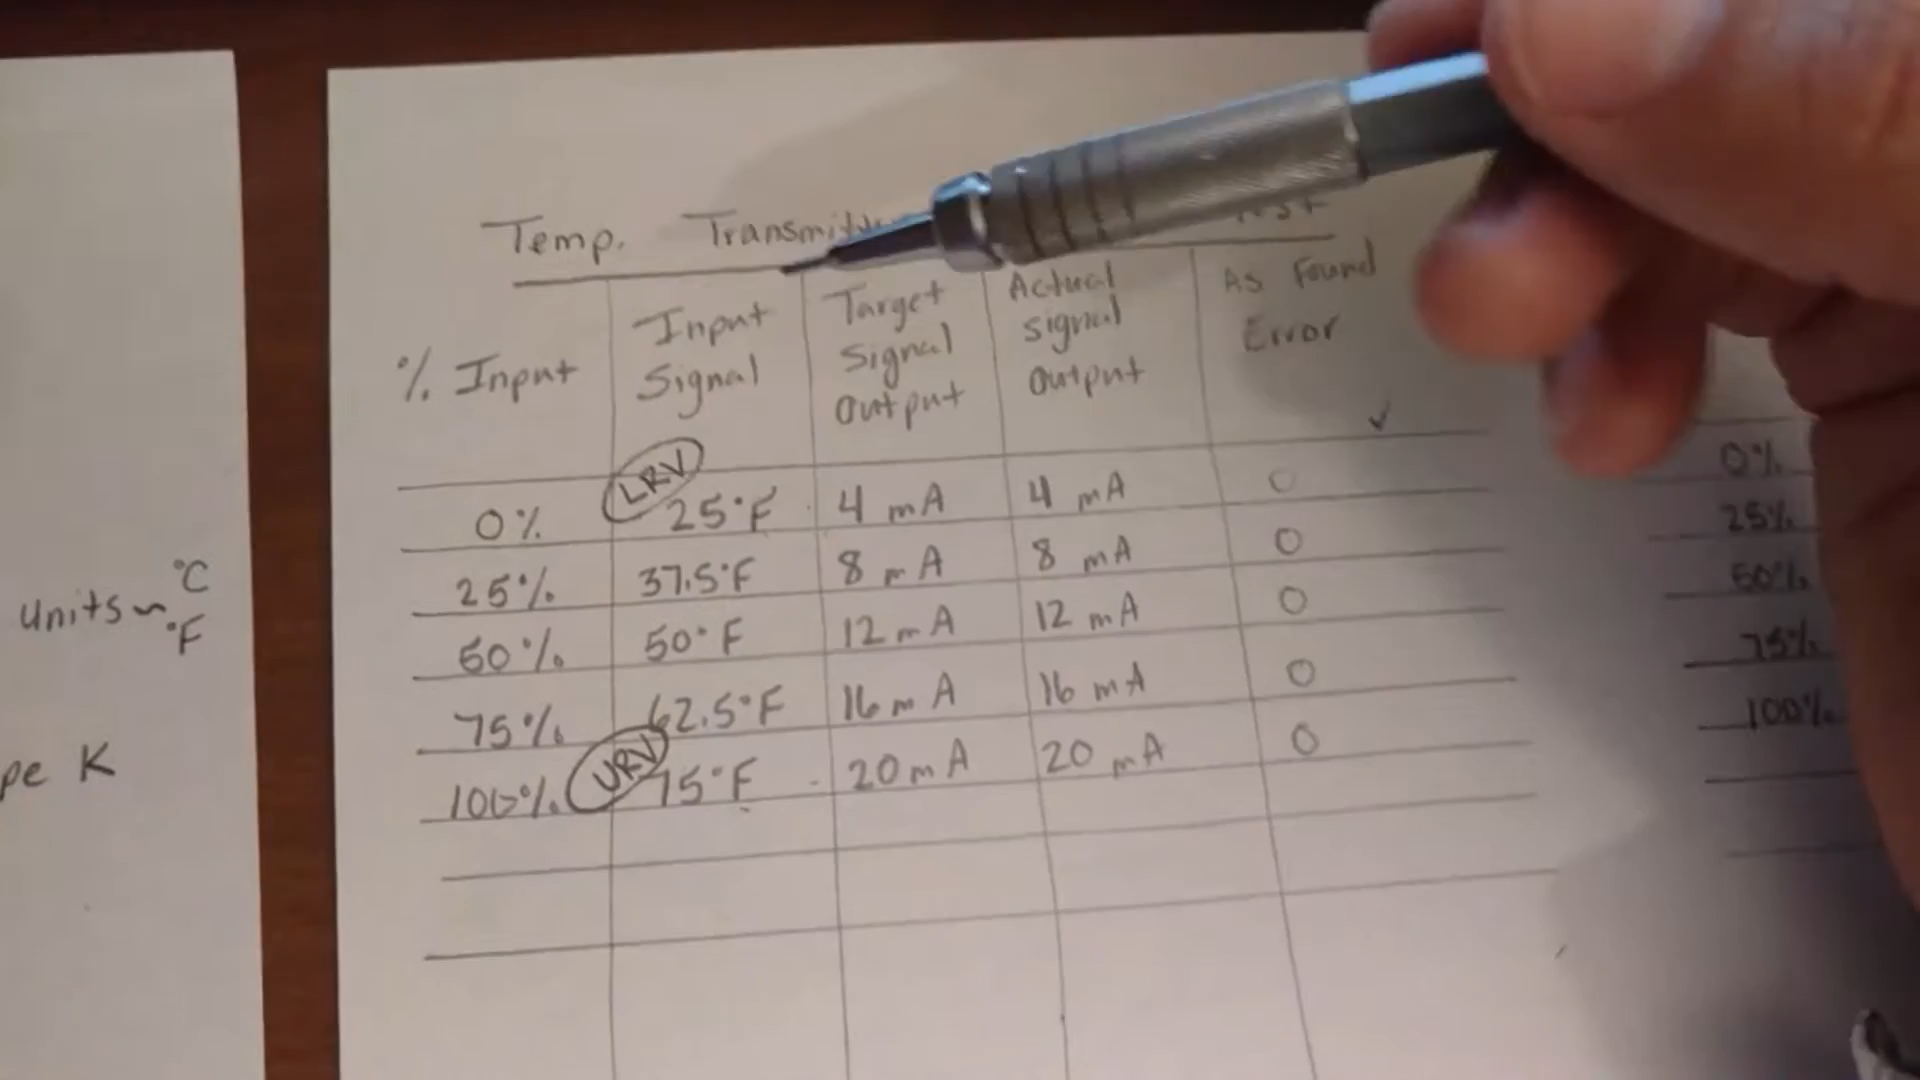 Temp. Transmitter Test
% Input
Input Signal
Target Signal Output
Actual Signal Output
As Found Error
✓
0% LRV 25°F 4 mA 4 mA 0
25% 37.5°F 8 mA 8 mA 0
50% 50°F 12 mA 12 mA 0
75% 62.5°F 16 mA 16 mA 0
100% URV 75°F 20 mA 20 mA 0
units °C
°F
K
0%
25%
50%
75%
100%